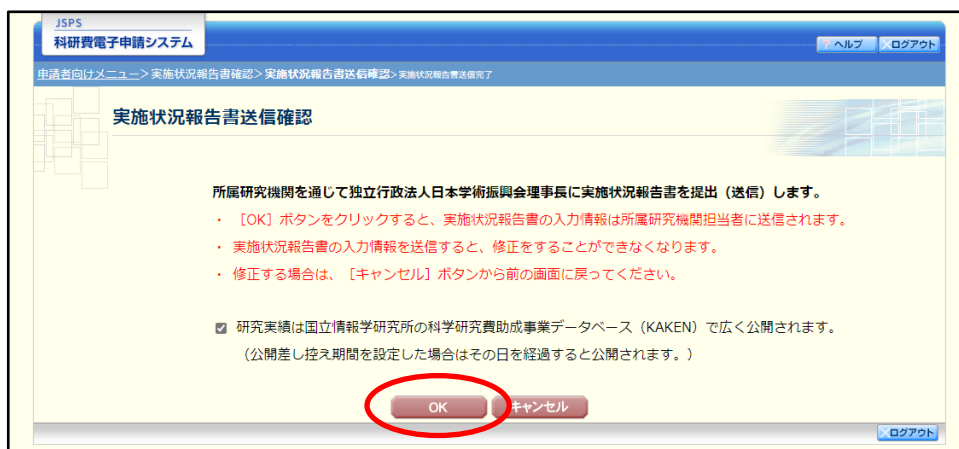 JSPS
科研費電子申請システム
ヘルプ ログアウト
申請者向けメニュー>実施状況報告書確認>実施状況報告書送信確認>実施状況報告書送信完了
実施状況報告書送信確認
所属研究機関を通じて独立行政法人日本学術振興会理事長に実施状況報告書を提出（送信）します。
・ ［OK］ボタンをクリックすると、実施状況報告書の入力情報は所属研究機関担当者に送信されます。
・ 実施状況報告書の入力情報を送信すると、修正をすることができなくなります。
・ 修正する場合は、［キャンセル］ボタンから前の画面に戻ってください。
研究実績は国立情報学研究所の科学研究費助成事業データベース（KAKEN）で広く公開されます。
（公開差し控え期間を設定した場合はその日を経過すると公開されます。）
OK キャンセル
ログアウト